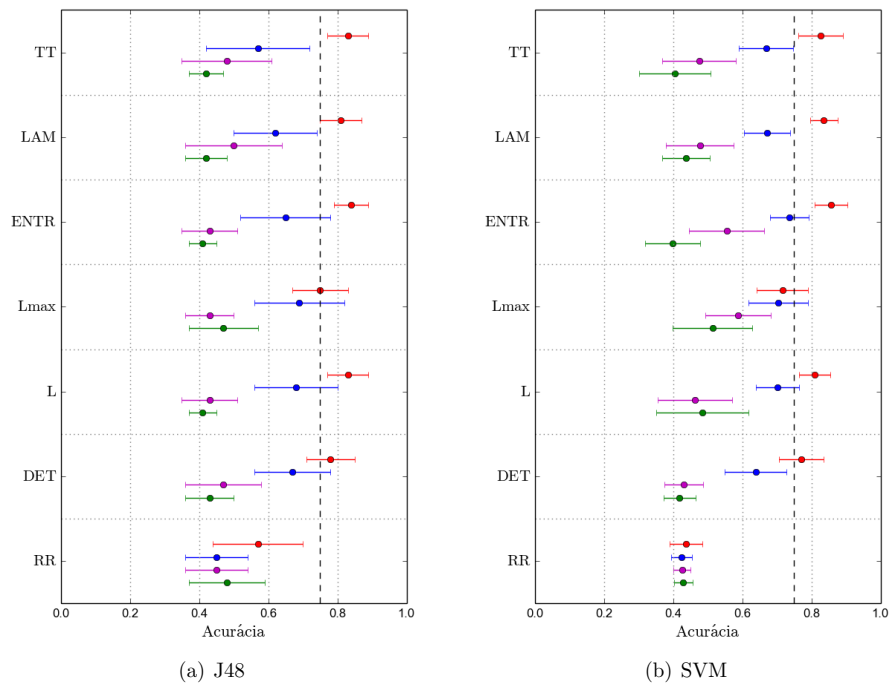 TT
LAM
ENTR
Lmax
L
DET
RR
0.0 0.2 0.4 0.6 0.8 1.0
Acurácia
(a) J48
TT
LAM
ENTR
Lmax
L
DET
RR
0.0 0.2 0.4 0.6 0.8 1.0
Acurácia
(b) SVM